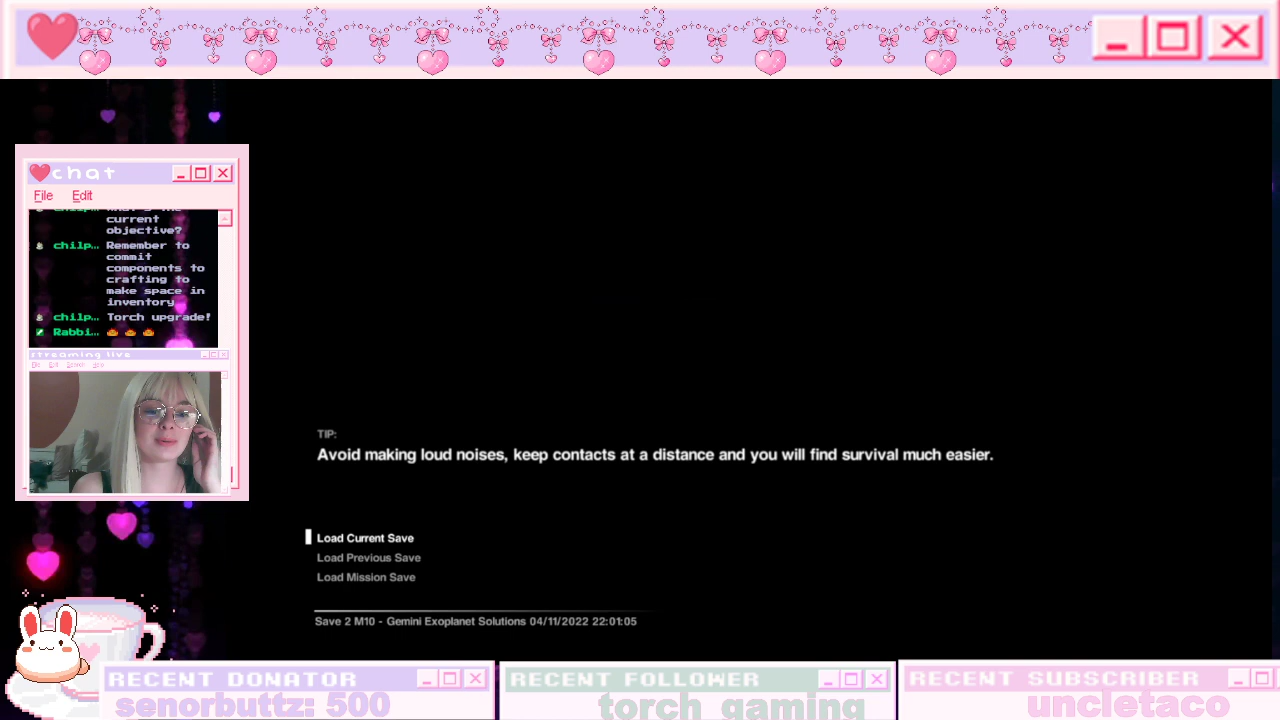 chat
File Edit
current
objective?
chilp... Remember to
commit
components to
crafting to
make space in
inventory
chilp... Torch upgrade!
Rabbi...
streaming live
TIP:
Avoid making loud noises, keep contacts at a distance and you will find survival much easier.
Load Current Save
Load Previous Save
Load Mission Save
Save 2 M10 - Gemini Exoplanet Solutions 04/11/2022 22:01:05
RECENT DONATOR
senorbuttz: 500
RECENT FOLLOWER
torch_gaming
RECENT SUBSCRIBER
uncletaco